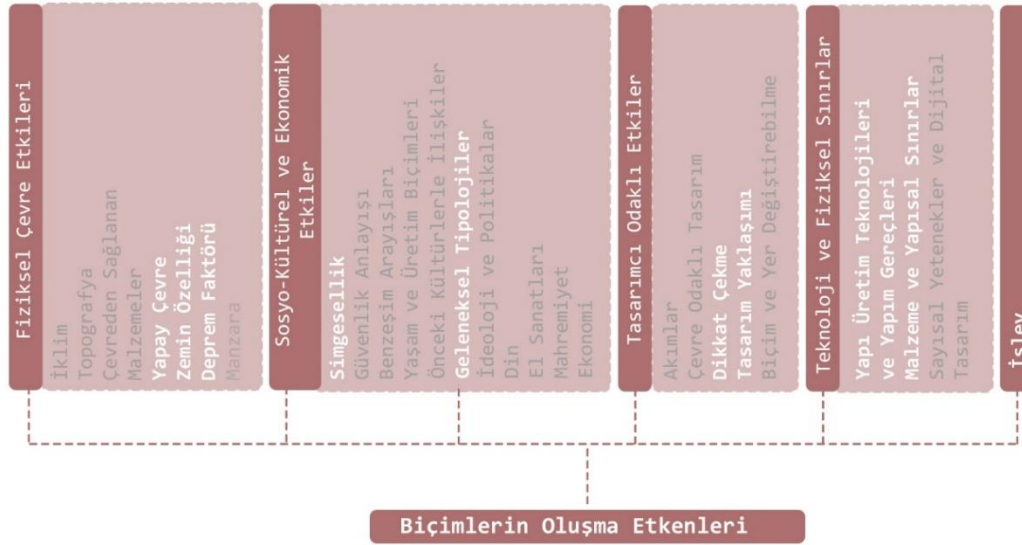 Fiziksel Çevre Etkileri
İklim
Topografya
Çevreden Sağlanan
Malzemeler
Yapay Çevre
Zemin Özelliği
Deprem Faktörü
Manzara
Sosyo-Kültürel ve Ekonomik
Etkiler
Simgesellik
Güvenlik Anlayışı
Benzeşim Arayışları
Yaşam ve Üretim Biçimleri
Önceki Kültürlerle İlişkiler
Geleneksel Tipolojiler
İdeoloji ve Politikalar
Din
El Sanatları
Mahremiyet
Ekonomi
Tasarımcı Odaklı Etkiler
Akımlar
Çevre Odaklı Tasarım
Dikkat Çekme
Tasarım Yaklaşımı
Biçim ve Yer Değiştirebilme
Teknoloji ve Fiziksel Sınırlar
Yapı Üretim Teknolojileri
ve Yapım Gereçleri
Malzeme ve Yapısal Sınırlar
Sayısal Yetenekler ve Dijital
Tasarım
İşlev
Biçimlerin Oluşma Etkenleri